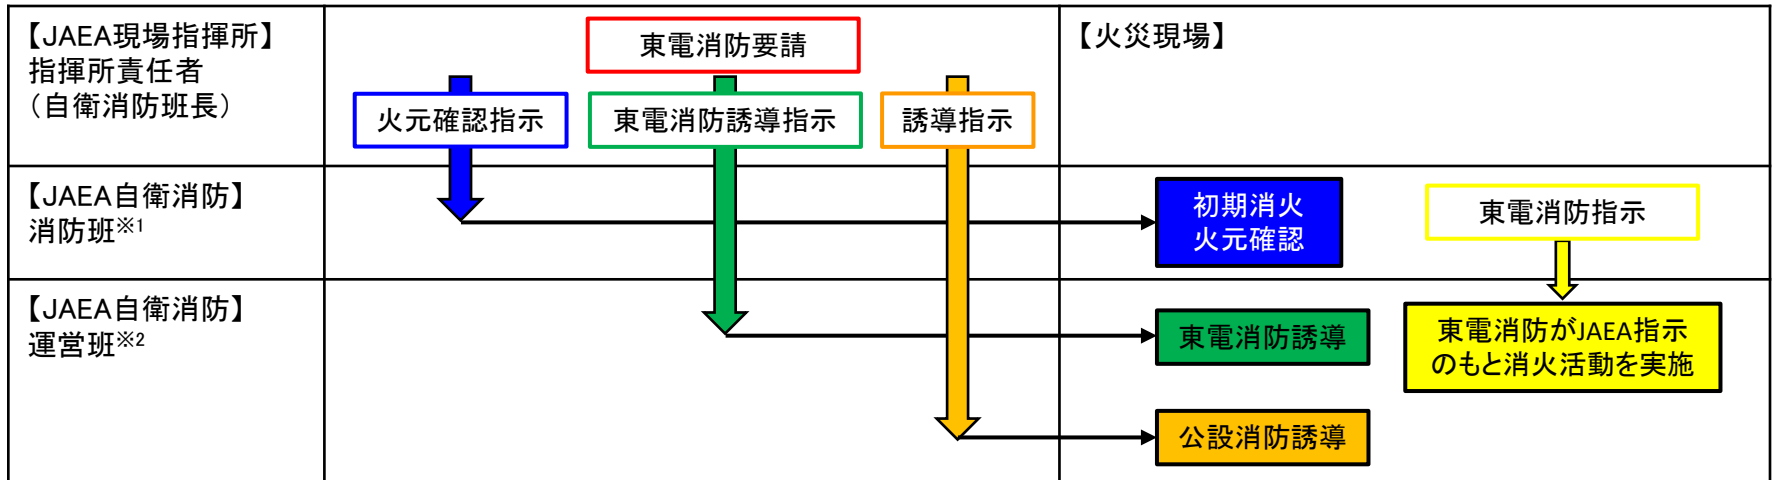 【JAEA現場指揮所】
指揮所責任者
（自衛消防班長）
東電消防要請
火元確認指示
東電消防誘導指示
誘導指示
【火災現場】
【JAEA自衛消防】
消防班※1
初期消火
火元確認
東電消防指示
【JAEA自衛消防】
運営班※2
東電消防誘導
東電消防がJAEA指示
のもと消火活動を実施
公設消防誘導